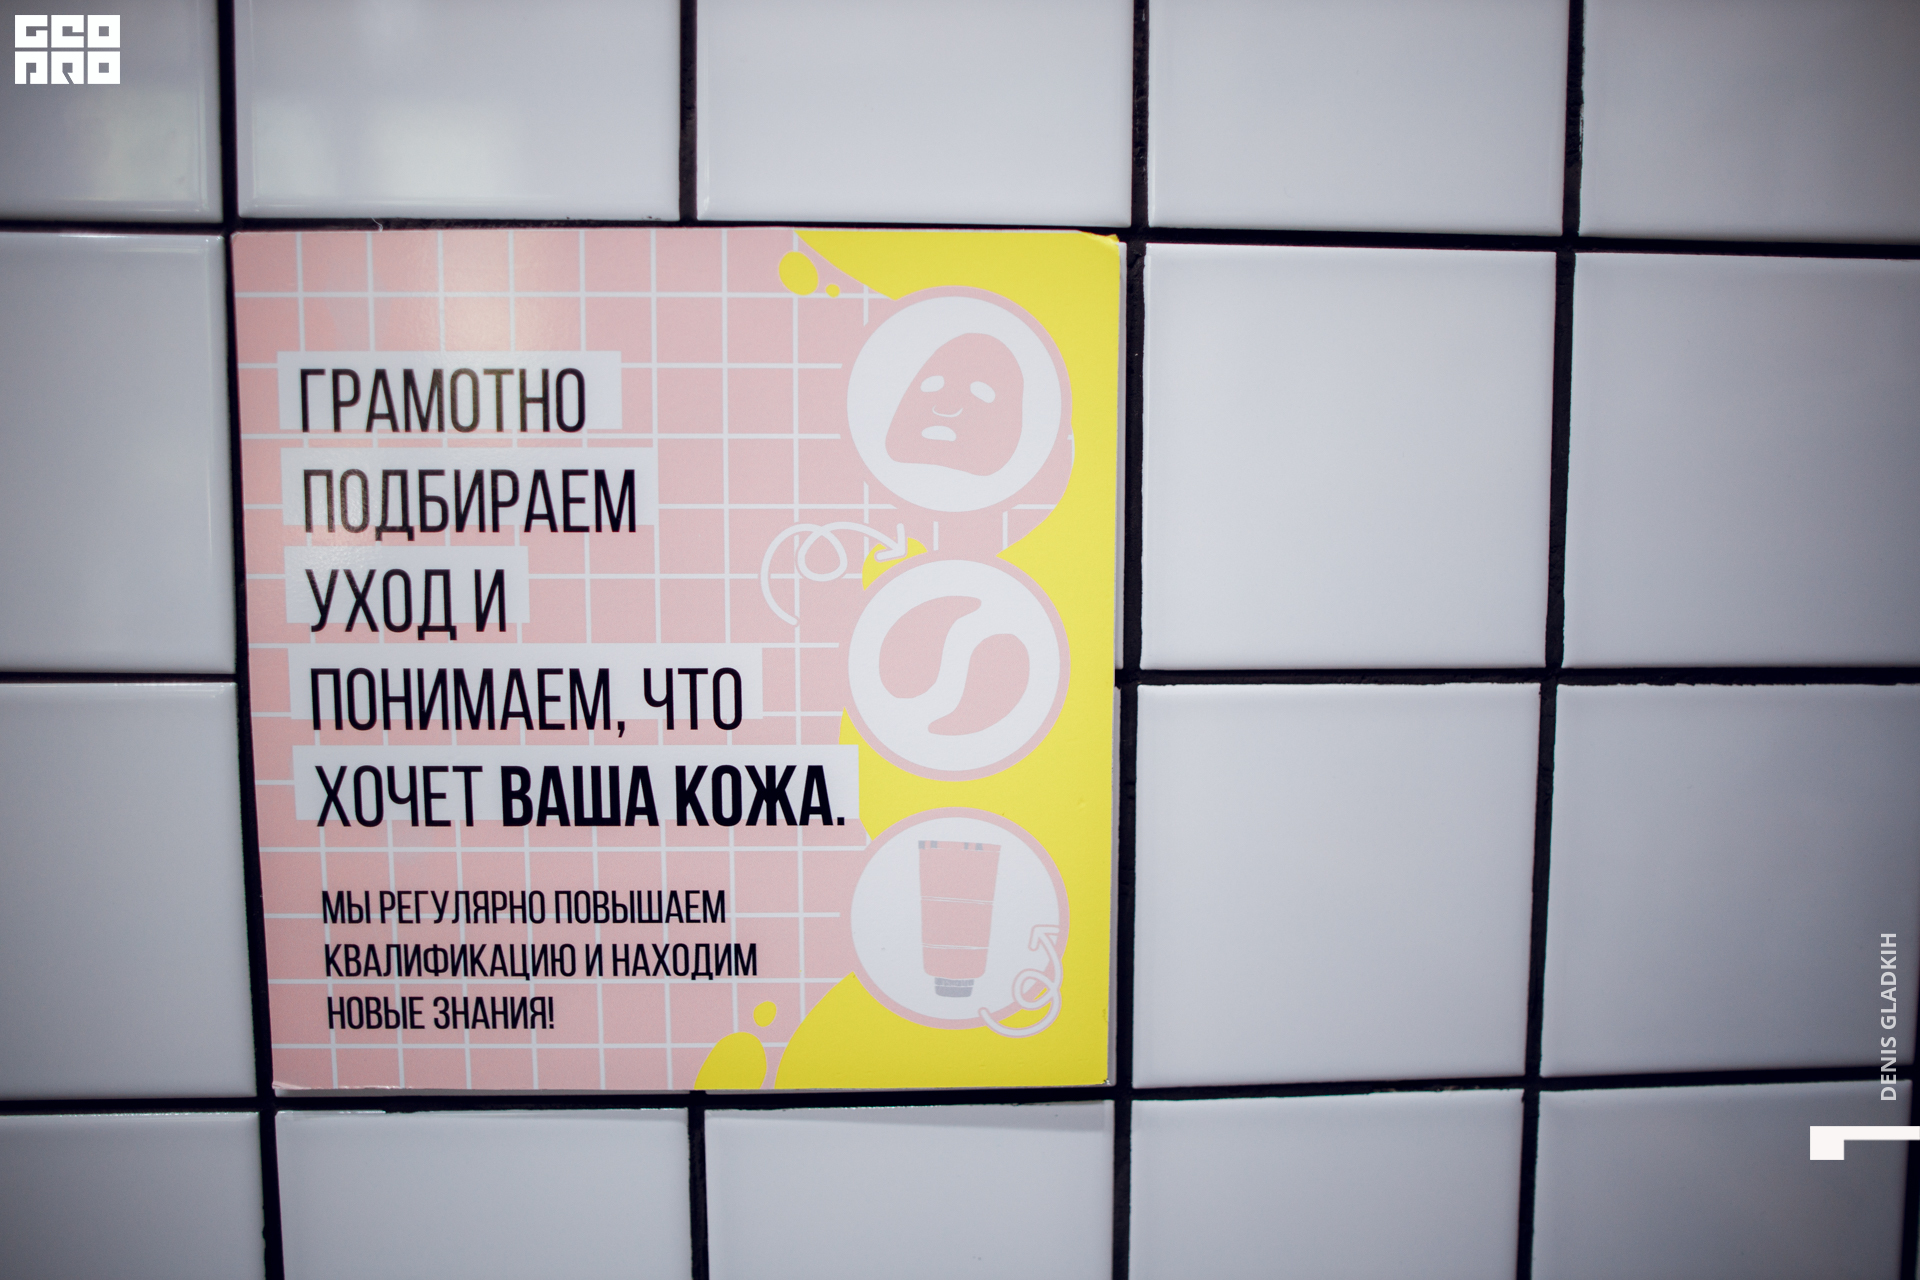 GEO
PRO
ГРАМОТНО
ПОДБИРАЕМ
УХОД И
ПОНИМАЕМ, ЧТО
ХОЧЕТ ВАША КОЖА.
МЫ РЕГУЛЯРНО ПОВЫШАЕМ
КВАЛИФИКАЦИЮ И НАХОДИМ
НОВЫЕ ЗНАНИЯ!
DENIS GLADKIH